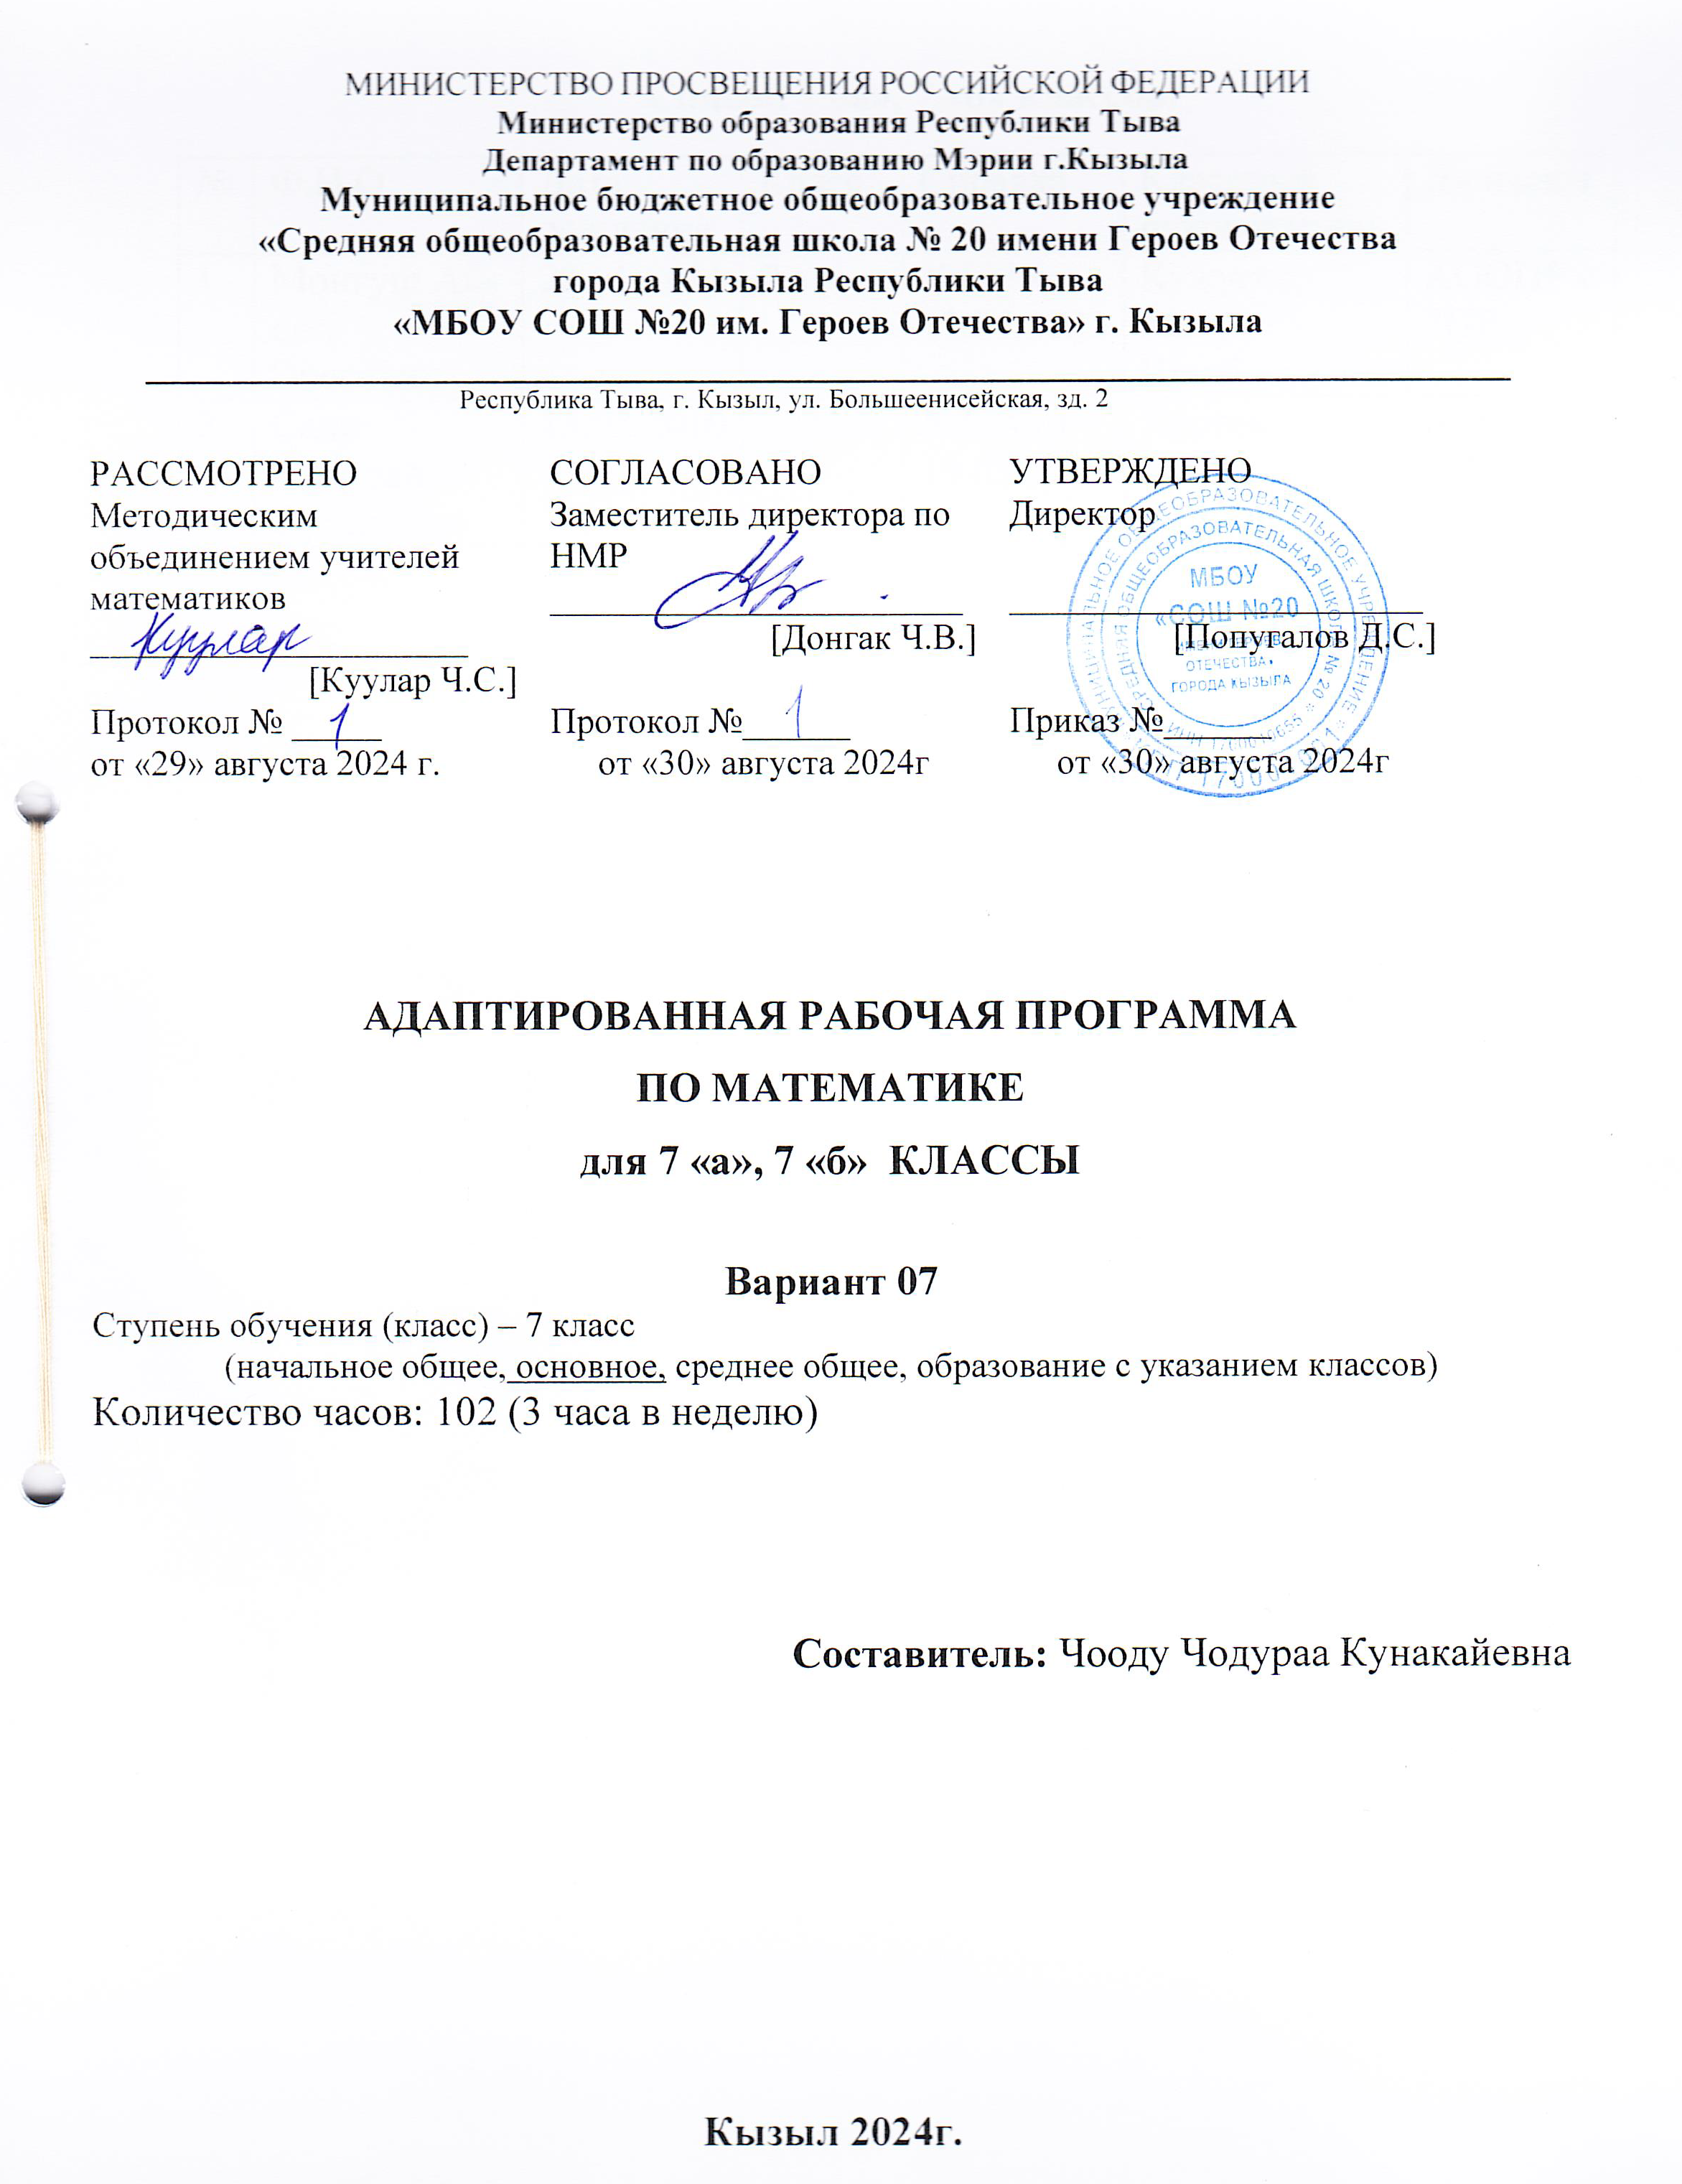 МИНИСТЕРСТВО ПРОСВЕЩЕНИЯ РОССИЙСКОЙ ФЕДЕРАЦИИ
Министерство образования Республики Тыва
Департамент по образованию Мэрии г.Кызыла
Муниципальное бюджетное общеобразовательное учреждение
«Средняя общеобразовательная школа № 20 имени Героев Отечества
города Кызыла Республики Тыва
«МБОУ СОШ №20 им. Героев Отечества» г. Кызыла
Республика Тыва, г. Кызыл, ул. Большеенисейская, зд. 2
РАССМОТРЕНО
Методическим
объединением учителей
математиков
Куулар
[Куулар Ч.С.]
Протокол № 1
от «29» августа 2024 г.
СОГЛАСОВАНО
Заместитель директора по
НМР
[Донгак Ч.В.]
Протокол № 1
от «30» августа 2024г
УТВЕРЖДЕНО
Директор
[Попугалов Д.С.]
Приказ №
от «30» августа 2024г
МБОУ
«СОШ №20
ОТЕЧЕСТВА»
ГОРОДА КЫЗЫЛА
АДАПТИРОВАННАЯ РАБОЧАЯ ПРОГРАММА
ПО МАТЕМАТИКЕ
для 7 «а», 7 «б» КЛАССЫ
Вариант 07
Ступень обучения (класс) – 7 класс
(начальное общее, основное, среднее общее, образование с указанием классов)
Количество часов: 102 (3 часа в неделю)
Составитель: Чооду Чодураа Кунакайевна
Кызыл 2024г.